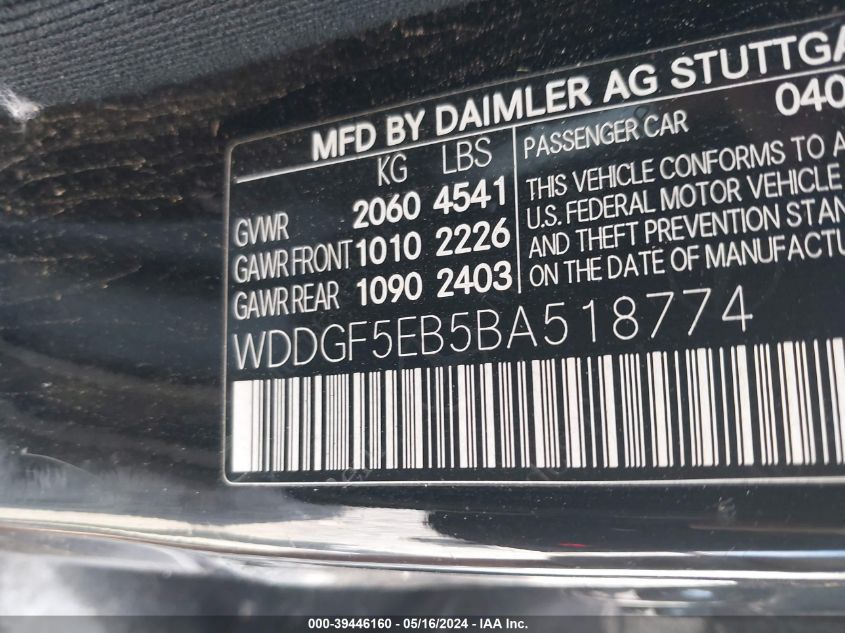 MFD BY DAIMLER AG STUTTGA
KG LBS
GVWR 2060 4541
GAWR FRONT 1010 2226
GAWR REAR 1090 2403
PASSENGER CAR 040
THIS VEHICLE CONFORMS TO A
U.S. FEDERAL MOTOR VEHICLE
AND THEFT PREVENTION STAN
ON THE DATE OF MANUFACTU
WDDGF5EB5BA518774
000-39446160 - 05/16/2024 - IAA Inc.